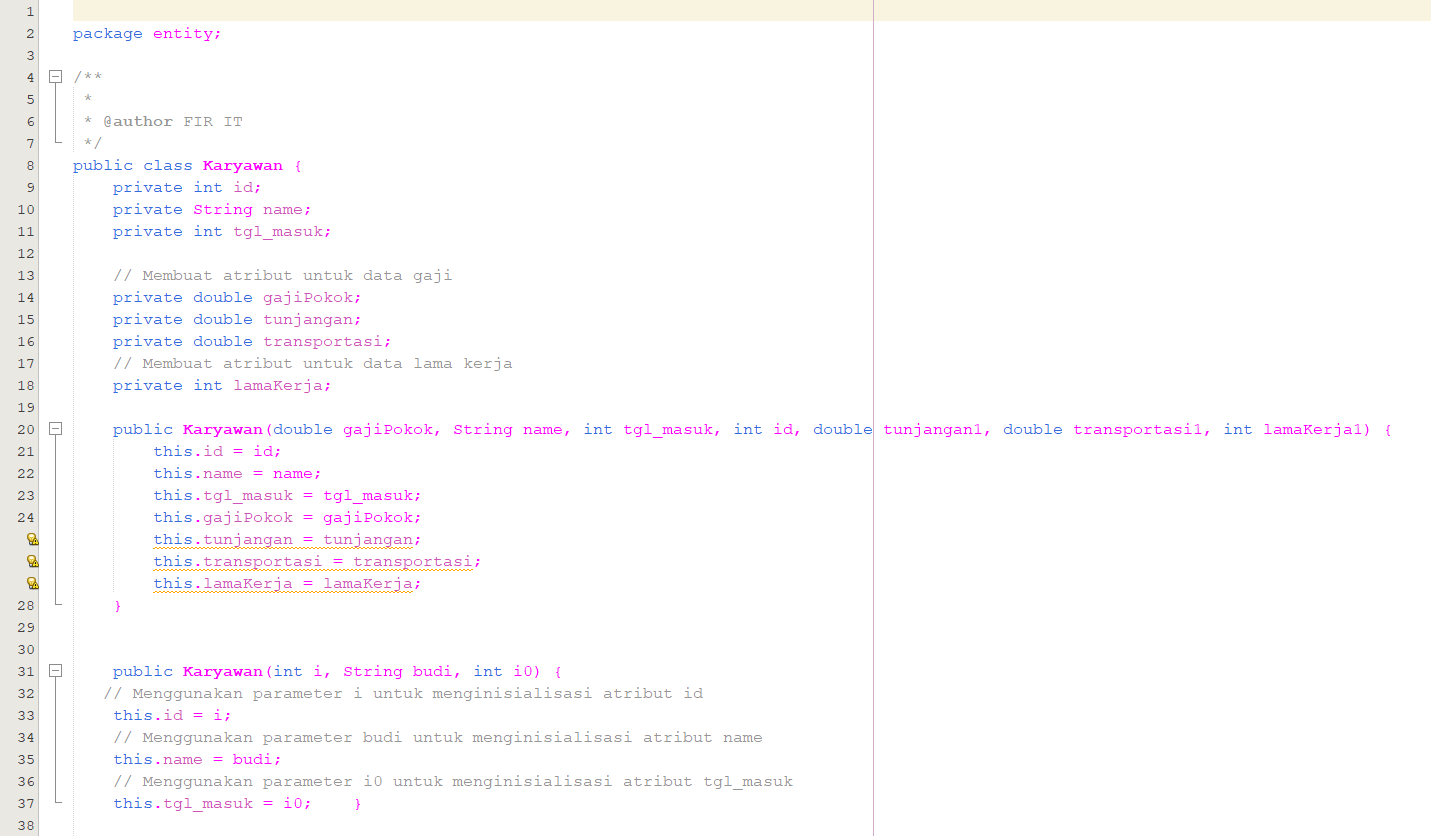 1
2 package entity;
3
4 /**
5  *
6  * @author FIR IT
7  */
8 public class Karyawan {
9     private int id;
10     private String name;
11     private int tgl_masuk;
12
13     // Membuat atribut untuk data gaji
14     private double gajiPokok;
15     private double tunjangan;
16     private double transportasi;
17     // Membuat atribut untuk data lama kerja
18     private int lamaKerja;
19
20     public Karyawan(double gajiPokok, String name, int tgl_masuk, int id, double tunjangan1, double transportasi1, int lamaKerja1) {
21         this.id = id;
22         this.name = name;
23         this.tgl_masuk = tgl_masuk;
24         this.gajiPokok = gajiPokok;
        this.tunjangan = tunjangan;
        this.transportasi = transportasi;
        this.lamaKerja = lamaKerja;
28     }
29
30
31     public Karyawan(int i, String budi, int i0) {
32    // Menggunakan parameter i untuk menginisialisasi atribut id
33     this.id = i;
34     // Menggunakan parameter budi untuk menginisialisasi atribut name
35     this.name = budi;
36     // Menggunakan parameter i0 untuk menginisialisasi atribut tgl_masuk
37     this.tgl_masuk = i0;    }
38